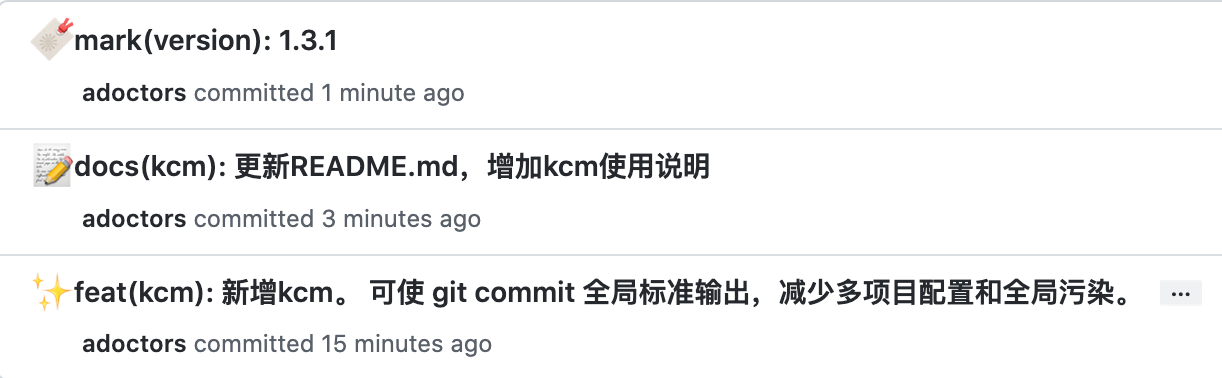 mark(version): 1.3.1
adoctors committed 1 minute ago
docs(kcm): 更新README.md，增加kcm使用说明
adoctors committed 3 minutes ago
feat(kcm): 新增kcm。 可使 git commit 全局标准输出，减少多项目配置和全局污染。 ...
adoctors committed 15 minutes ago